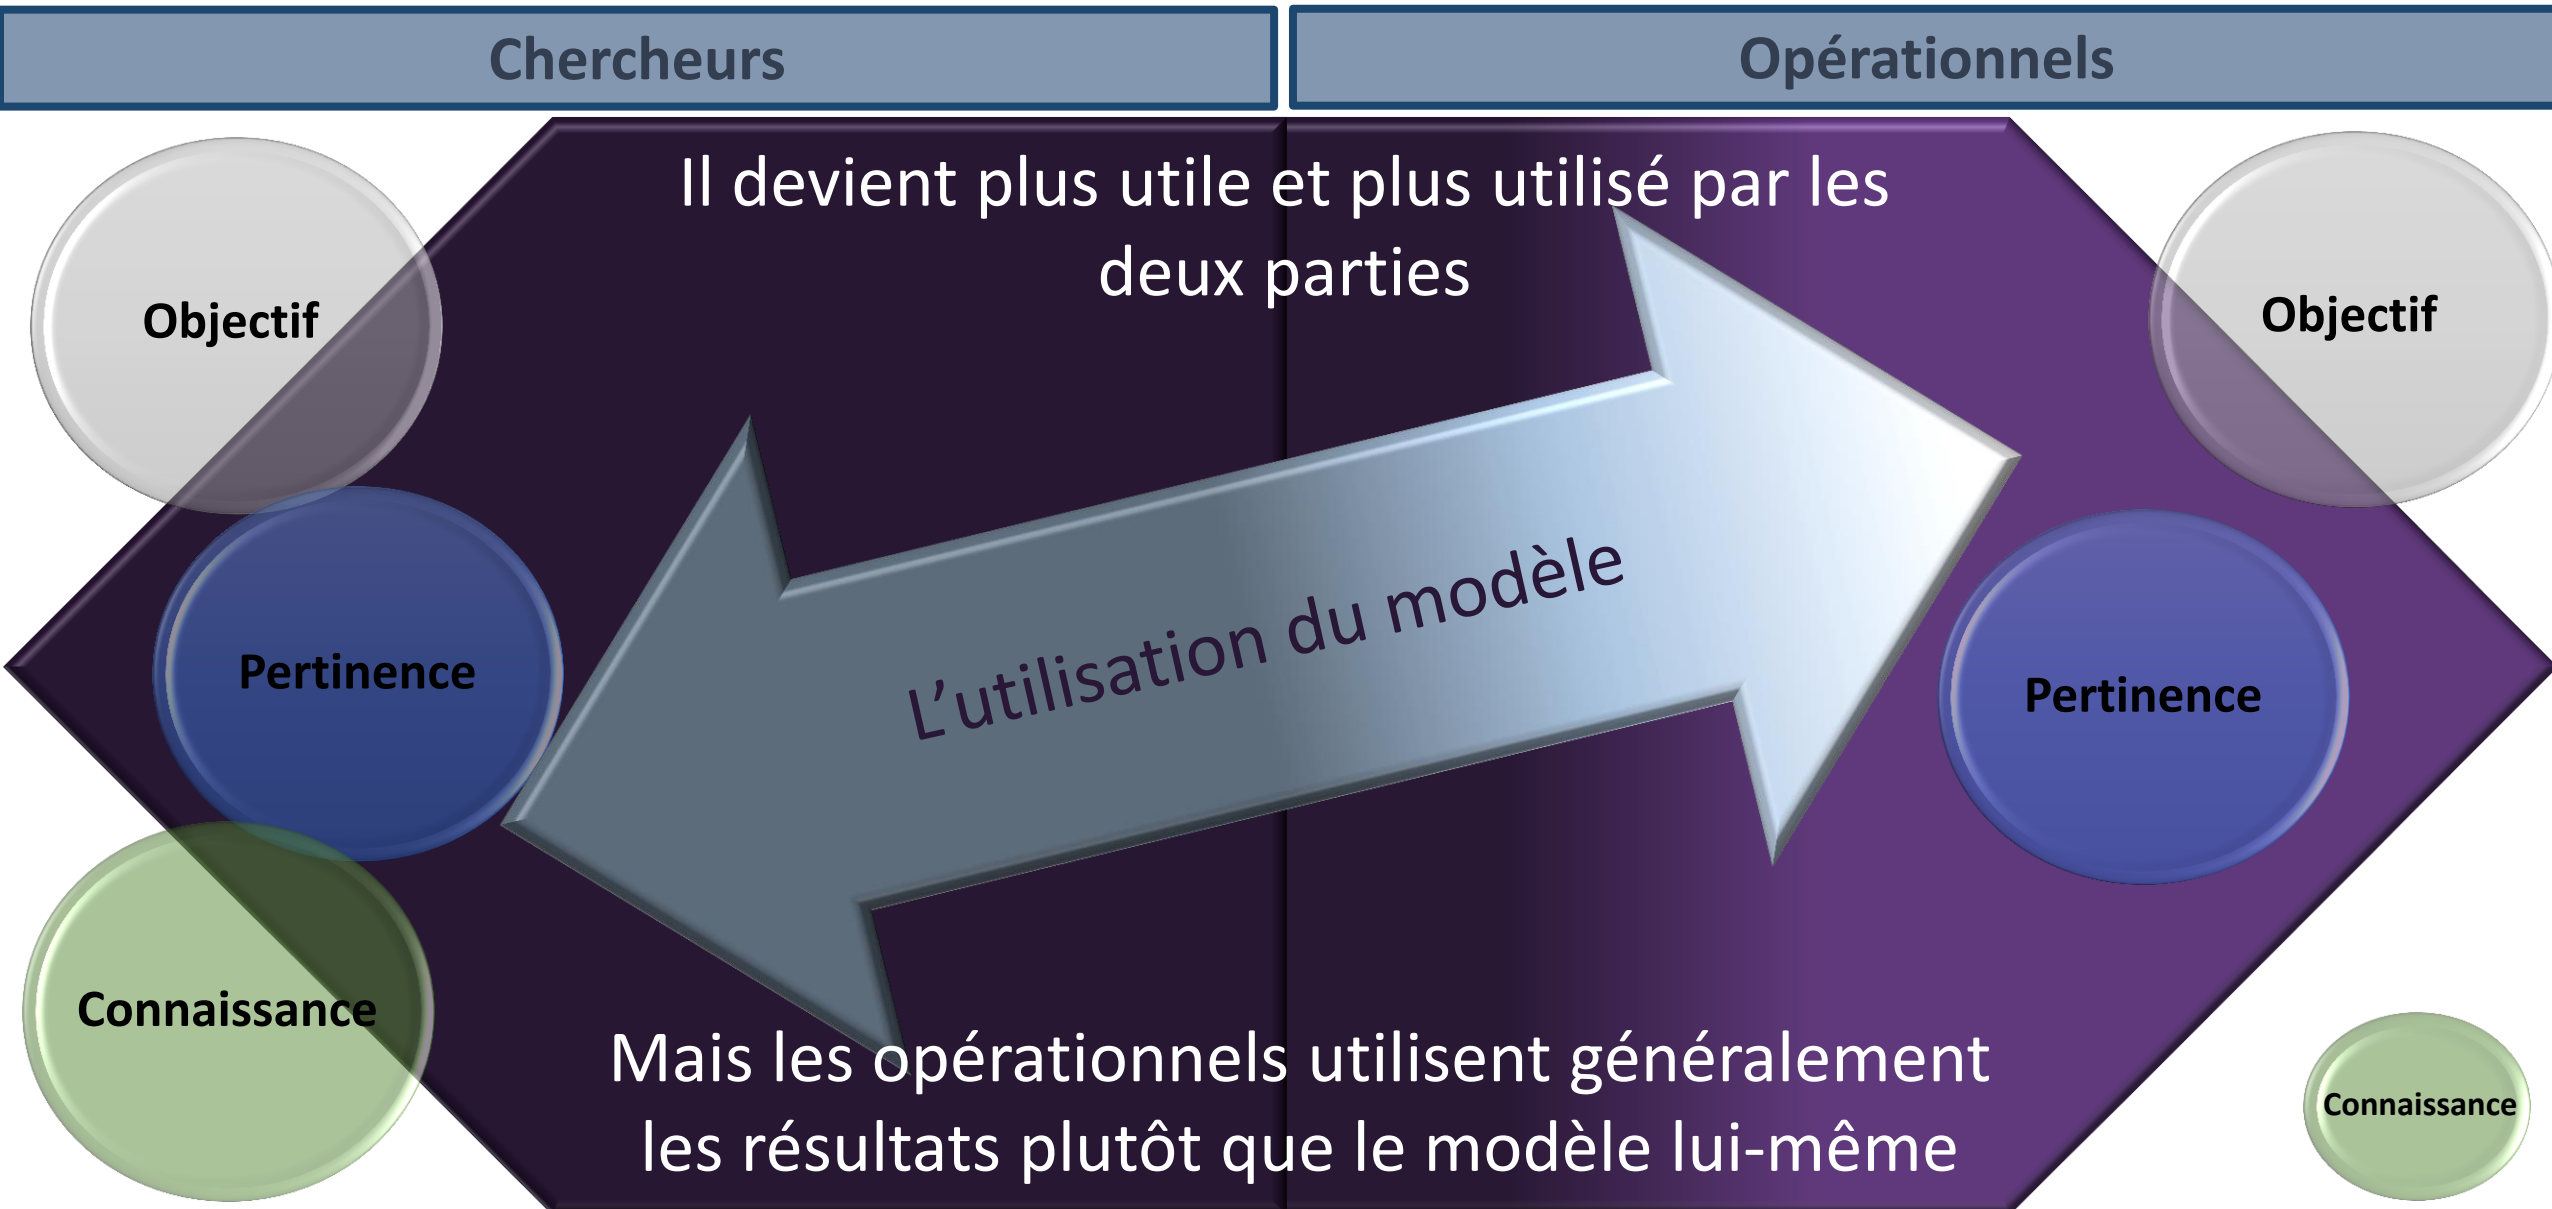 Chercheurs
Opérationnels
Il devient plus utile et plus utilisé par les
deux parties
Objectif
Objectif
L’utilisation du modèle
Pertinence
Pertinence
Connaissance
Mais les opérationnels utilisent généralement
les résultats plutôt que le modèle lui-même
Connaissance